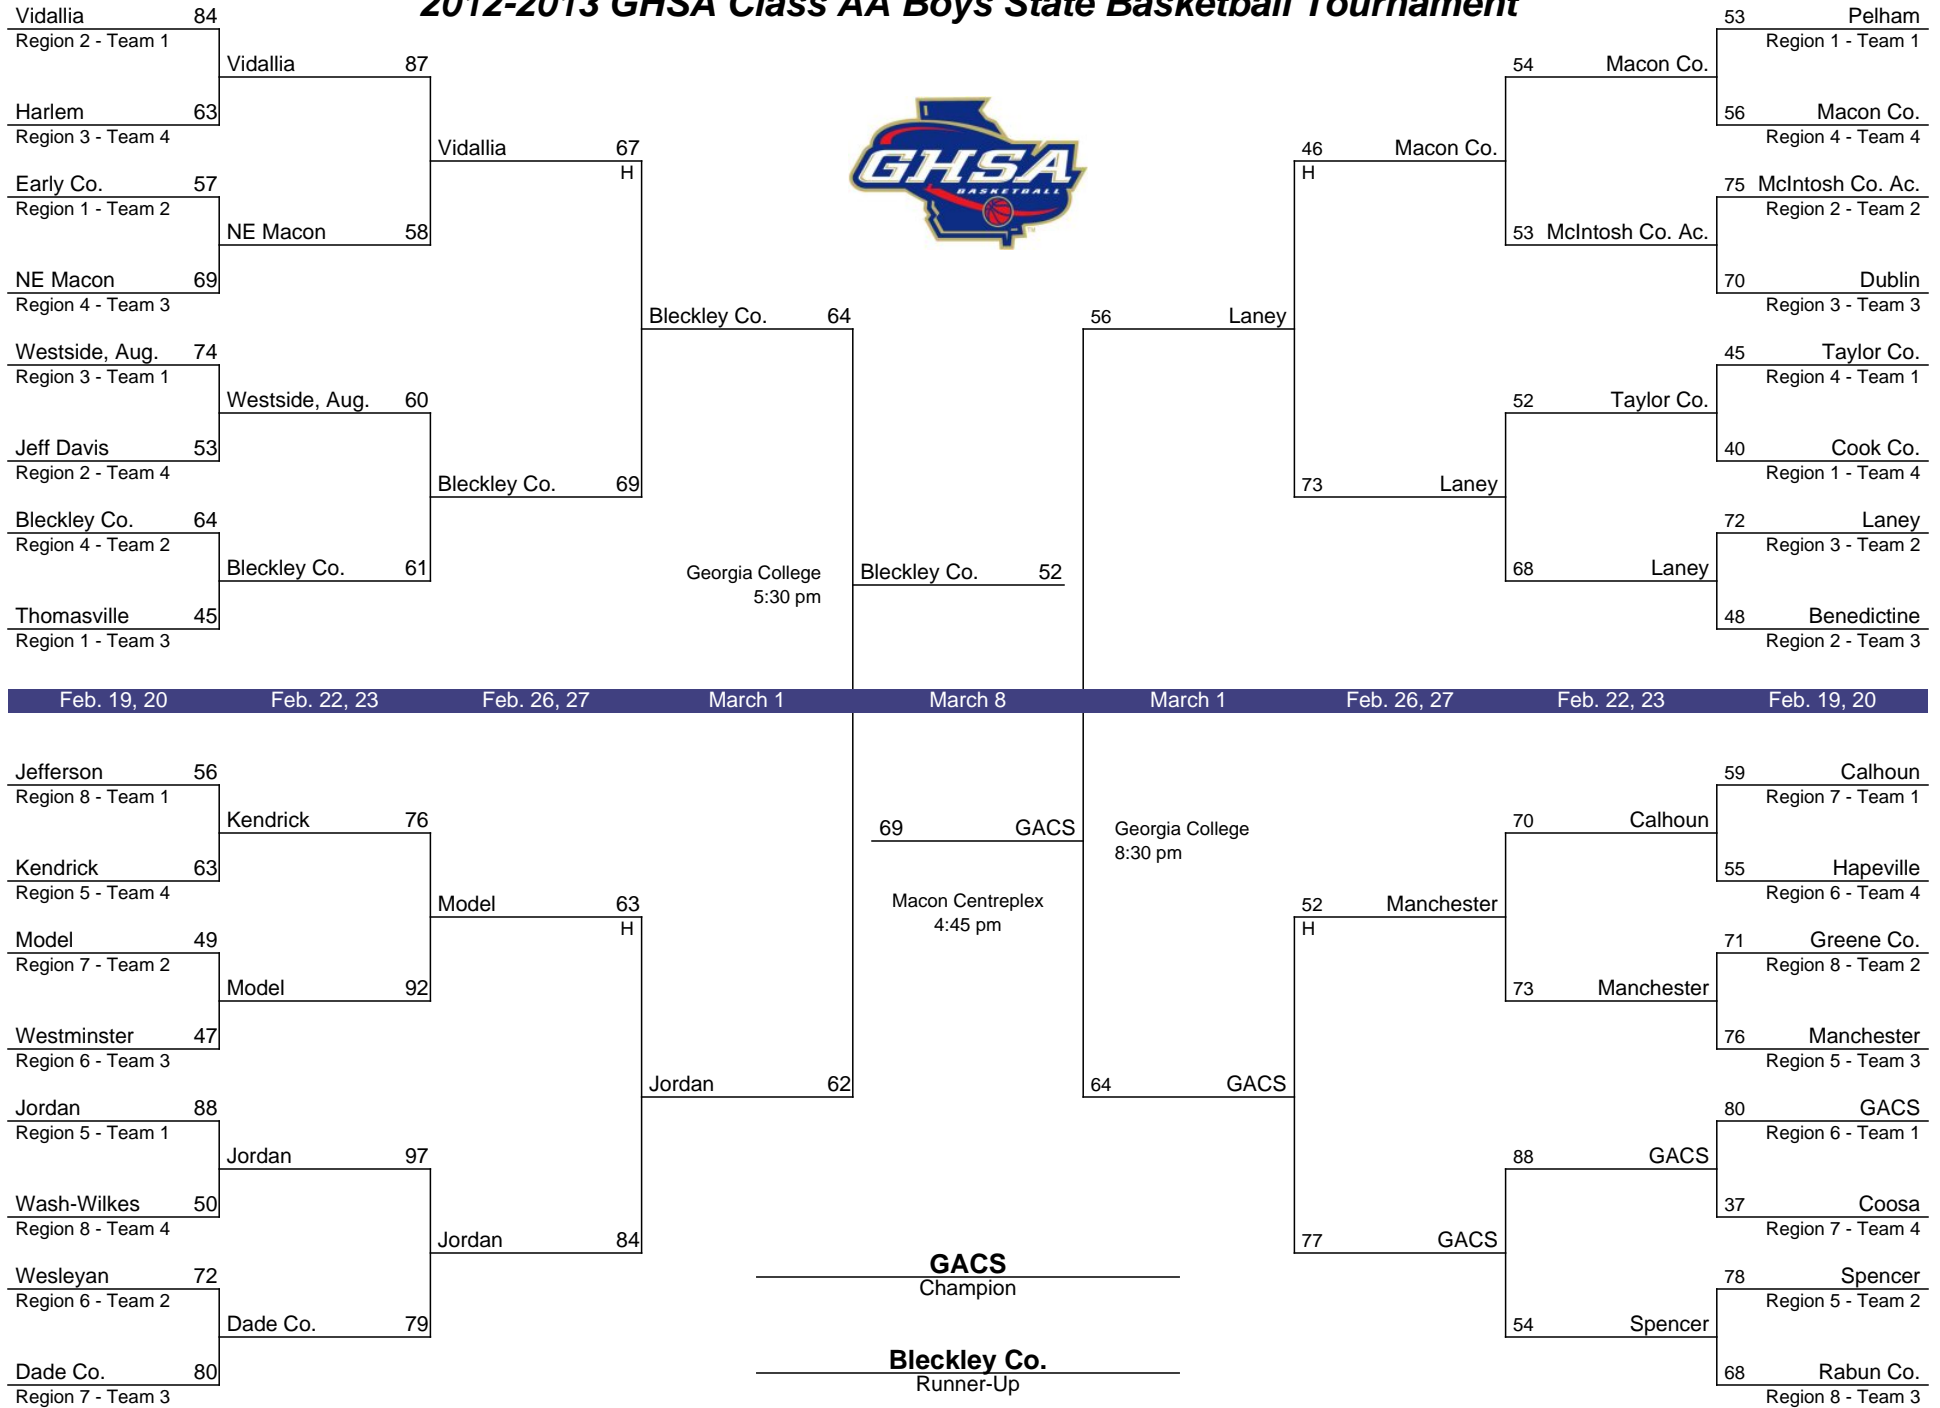 2012-2013 GHSA Class AA Boys State Basketball Tournament
Vidallia 84
Region 2 - Team 1
Harlem 63
Region 3 - Team 4
Early Co. 57
Region 1 - Team 2
NE Macon 69
Region 4 - Team 3
Westside, Aug. 74
Region 3 - Team 1
Jeff Davis 53
Region 2 - Team 4
Bleckley Co. 64
Region 4 - Team 2
Thomasville 45
Region 1 - Team 3
Vidallia 87
NE Macon 58
Westside, Aug. 60
Bleckley Co. 61
Vidallia 67
H
Bleckley Co. 69
Bleckley Co. 64
Georgia College
5:30 pm
Bleckley Co. 52
GHSA
BASKETBALL
TM
56 Laney
46 Macon Co.
H
73 Laney
54 Macon Co.
53 McIntosh Co. Ac.
52 Taylor Co.
68 Laney
53 Pelham
Region 1 - Team 1
56 Macon Co.
Region 4 - Team 4
75 McIntosh Co. Ac.
Region 2 - Team 2
70 Dublin
Region 3 - Team 3
45 Taylor Co.
Region 4 - Team 1
40 Cook Co.
Region 1 - Team 4
72 Laney
Region 3 - Team 2
48 Benedictine
Region 2 - Team 3
Feb. 19, 20 Feb. 22, 23 Feb. 26, 27 March 1 March 8 March 1 Feb. 26, 27 Feb. 22, 23 Feb. 19, 20
Jefferson 56
Region 8 - Team 1
Kendrick 63
Region 5 - Team 4
Model 49
Region 7 - Team 2
Westminster 47
Region 6 - Team 3
Jordan 88
Region 5 - Team 1
Wash-Wilkes 50
Region 8 - Team 4
Wesleyan 72
Region 6 - Team 2
Dade Co. 80
Region 7 - Team 3
Kendrick 76
Model 92
Jordan 97
Dade Co. 79
Model 63
H
Jordan 84
Jordan 62
69 GACS
Macon Centreplex
4:45 pm
Georgia College
8:30 pm
64 GACS
52 Manchester
H
77 GACS
70 Calhoun
73 Manchester
88 GACS
54 Spencer
59 Calhoun
Region 7 - Team 1
55 Hapeville
Region 6 - Team 4
71 Greene Co.
Region 8 - Team 2
76 Manchester
Region 5 - Team 3
80 GACS
Region 6 - Team 1
37 Coosa
Region 7 - Team 4
78 Spencer
Region 5 - Team 2
68 Rabun Co.
Region 8 - Team 3
GACS
Champion
Bleckley Co.
Runner-Up